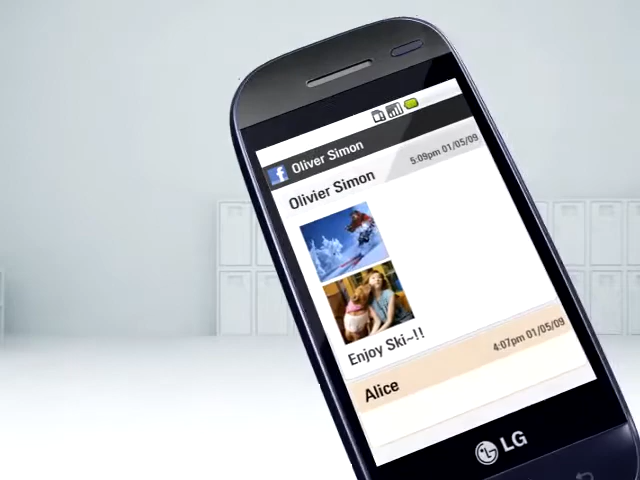 f Oliver Simon
Olivier Simon 5:09pm 01/05/09
Enjoy Ski~!!
Alice 4:07pm 01/05/09
LG